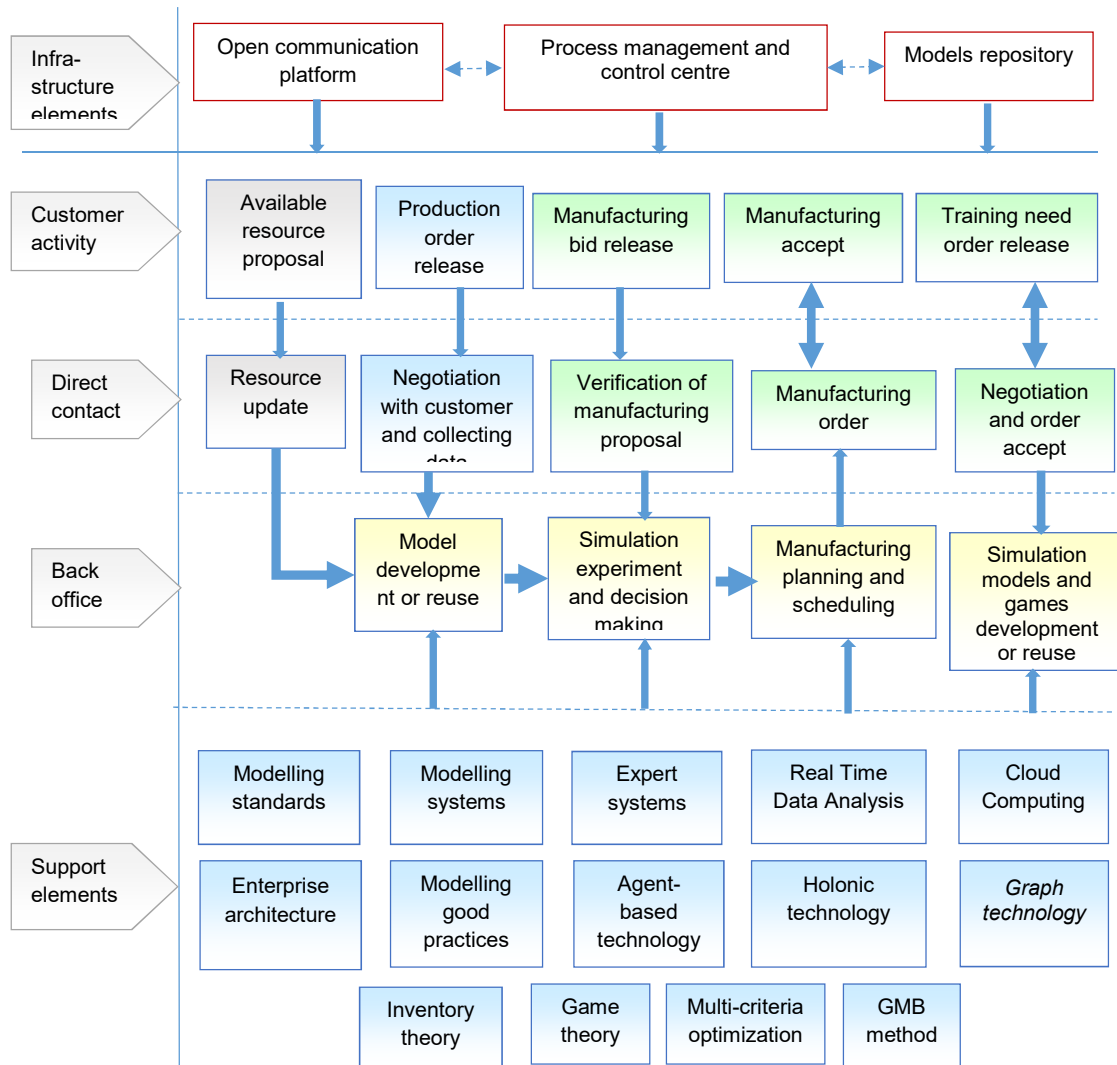 Infra-
structure
elements
Open communication
platform
Process management and
control centre
Models repository
Customer
activity
Available
resource
proposal
Production
order
release
Manufacturing
bid release
Manufacturing
accept
Training need
order release
Direct
contact
Resource
update
Negotiation
with customer
and collecting
data
Verification of
manufacturing
proposal
Manufacturing
order
Negotiation
and order
accept
Back
office
Model
developme
nt or reuse
Simulation
experiment
and decision
making
Manufacturing
planning and
scheduling
Simulation
models and
games
development
or reuse
Support
elements
Modelling
standards
Modelling
systems
Expert
systems
Real Time
Data Analysis
Cloud
Computing
Enterprise
architecture
Modelling
good
practices
Agent-
based
technology
Holonic
technology
Graph
technology
Inventory
theory
Game
theory
Multi-criteria
optimization
GMB
method